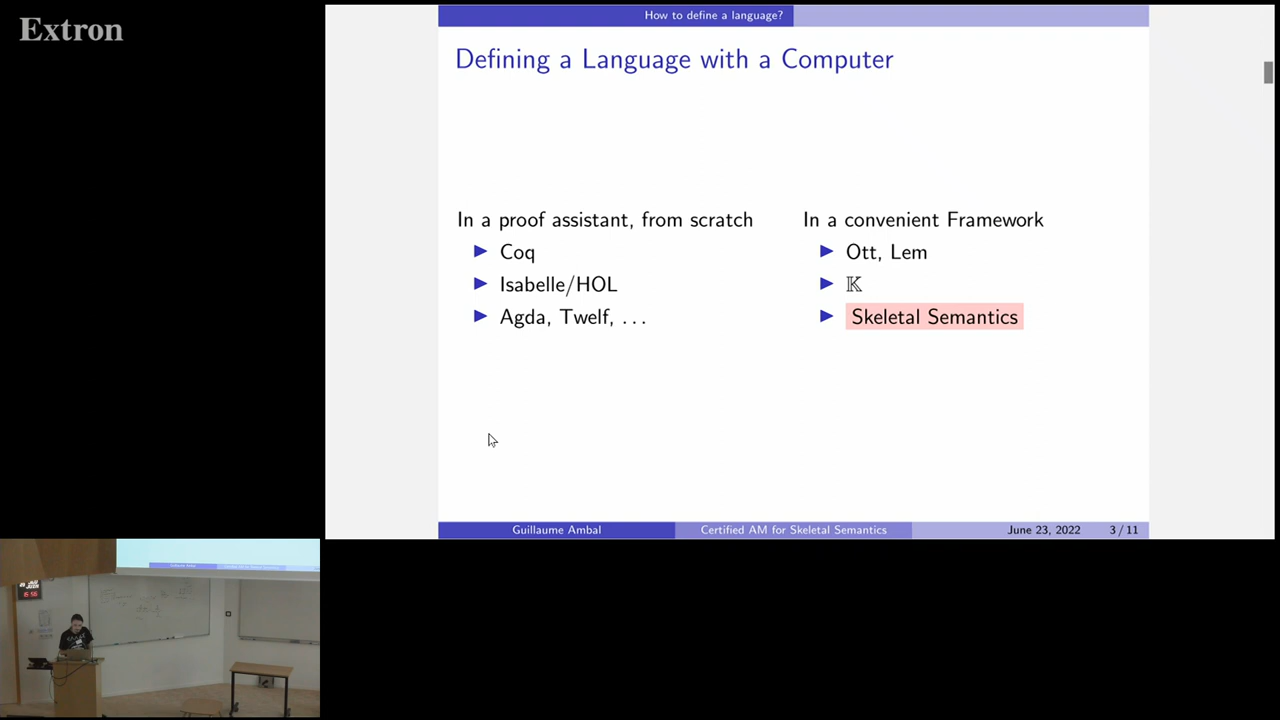 Extron
How to define a language?
Defining a Language with a Computer
In a proof assistant, from scratch
Coq
Isabelle/HOL
Agda, Twelf, ...
In a convenient Framework
Ott, Lem
𝕂
Skeletal Semantics
Guillaume Ambal
Certified AM for Skeletal Semantics
June 23, 2022
3 / 11